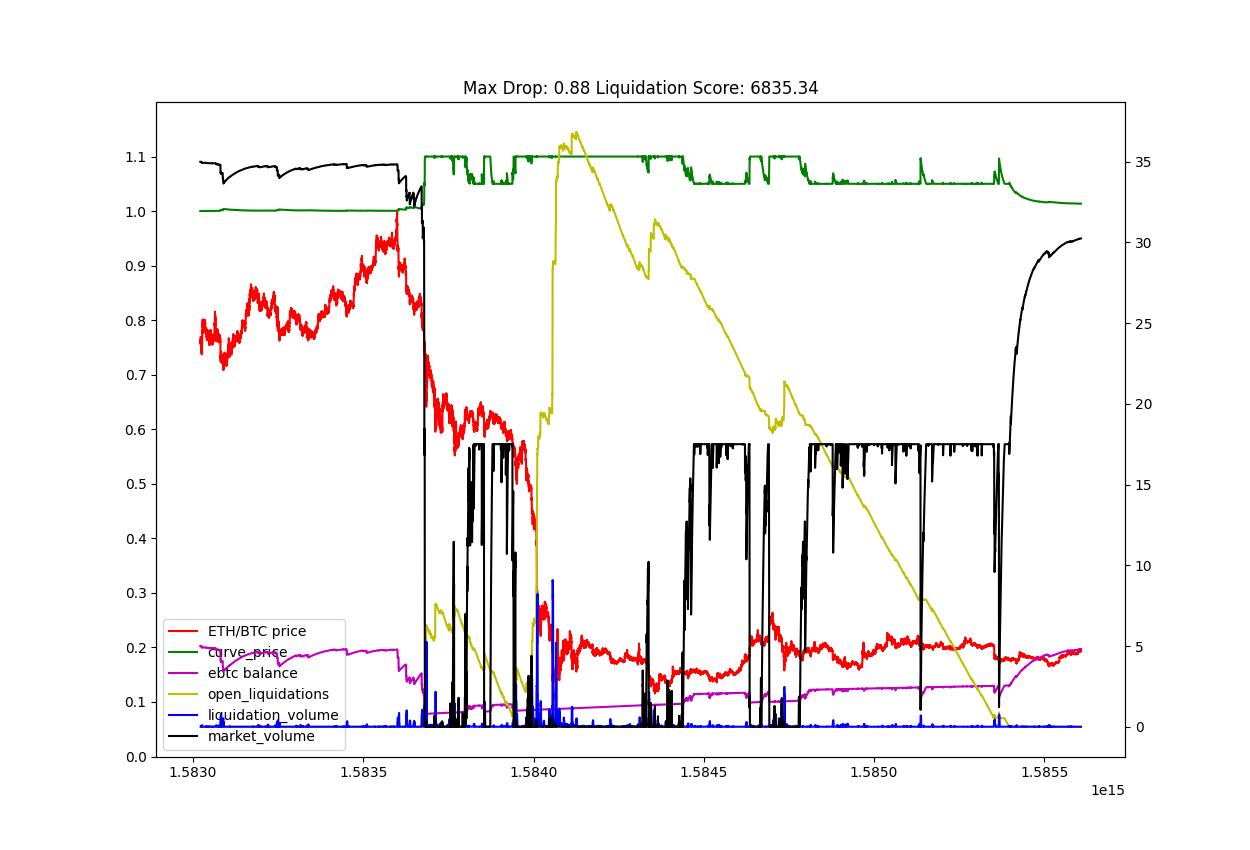 Max Drop: 0.88 Liquidation Score: 6835.34
1.1
1.0
0.9
0.8
0.7
0.6
0.5
0.4
0.3
0.2
0.1
0.0
35
30
25
20
15
10
5
0
ETH/BTC price
curve_price
ebtc balance
open_liquidations
liquidation_volume
market_volume
1.5830 1.5835 1.5840 1.5845 1.5850 1.5855
1e15